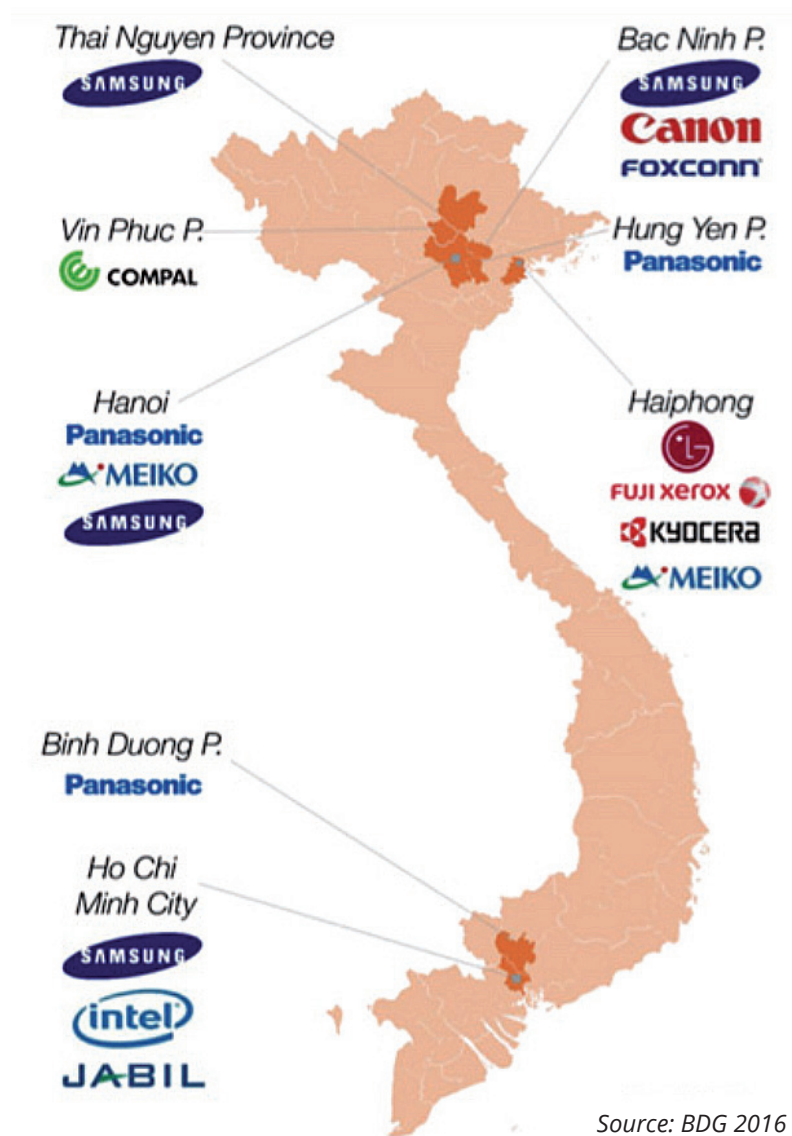 Thai Nguyen Province
SAMSUNG
Bac Ninh P.
SAMSUNG
Canon
FOXCONN
Vin Phuc P.
COMPAL
Hung Yen P.
Panasonic
Hanoi
Panasonic
MEIKO
SAMSUNG
Haiphong
LG
FUJI xerox
KYOCERa
MEIKO
Binh Duong P.
Panasonic
Ho Chi
Minh City
SAMSUNG
intel
JABIL
Source: BDG 2016